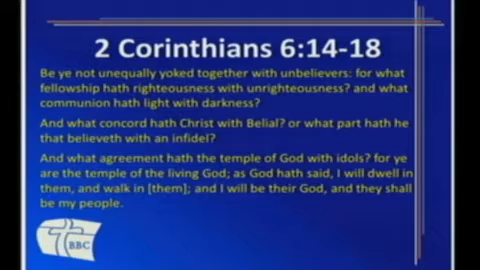 2 Corinthians 6:14-18
Be ye not unequally yoked together with unbelievers: for what
fellowship hath righteousness with unrighteousness? and what
communion hath light with darkness?
And what concord hath Christ with Belial? or what part hath he
that believeth with an infidel?
And what agreement hath the temple of God with idols? for ye
are the temple of the living God; as God hath said, I will dwell in
them, and walk in [them]; and I will be their God, and they shall
be my people.
BBC